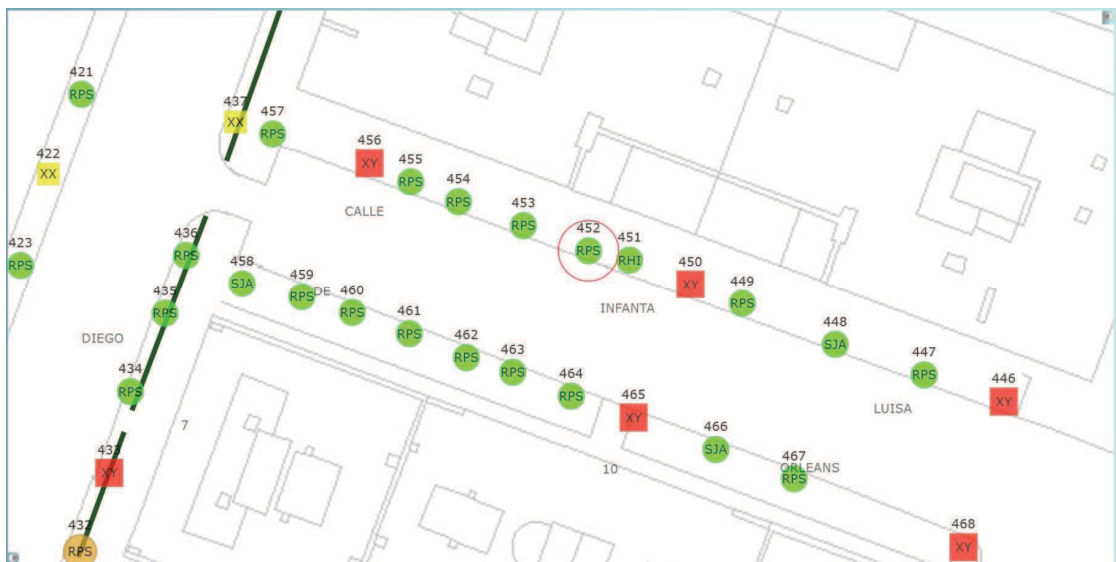 421
RPS
437
XX
457
RPS
456
XY
422
XX
455
RPS
454
RPS
CALLE
453
RPS
452
RPS
451
RHI
423
RPS
436
RPS
458
SJA
459
RPS
DE
450
XY
449
RPS
460
RPS
INFANTA
435
RPS
461
RPS
DIEGO
448
SJA
462
RPS
463
RPS
447
RPS
434
RPS
464
RPS
446
XY
LUISA
465
XY
7
466
SJA
433
XY
10
467
ORLEANS
RPS
432
RPS
468
XY